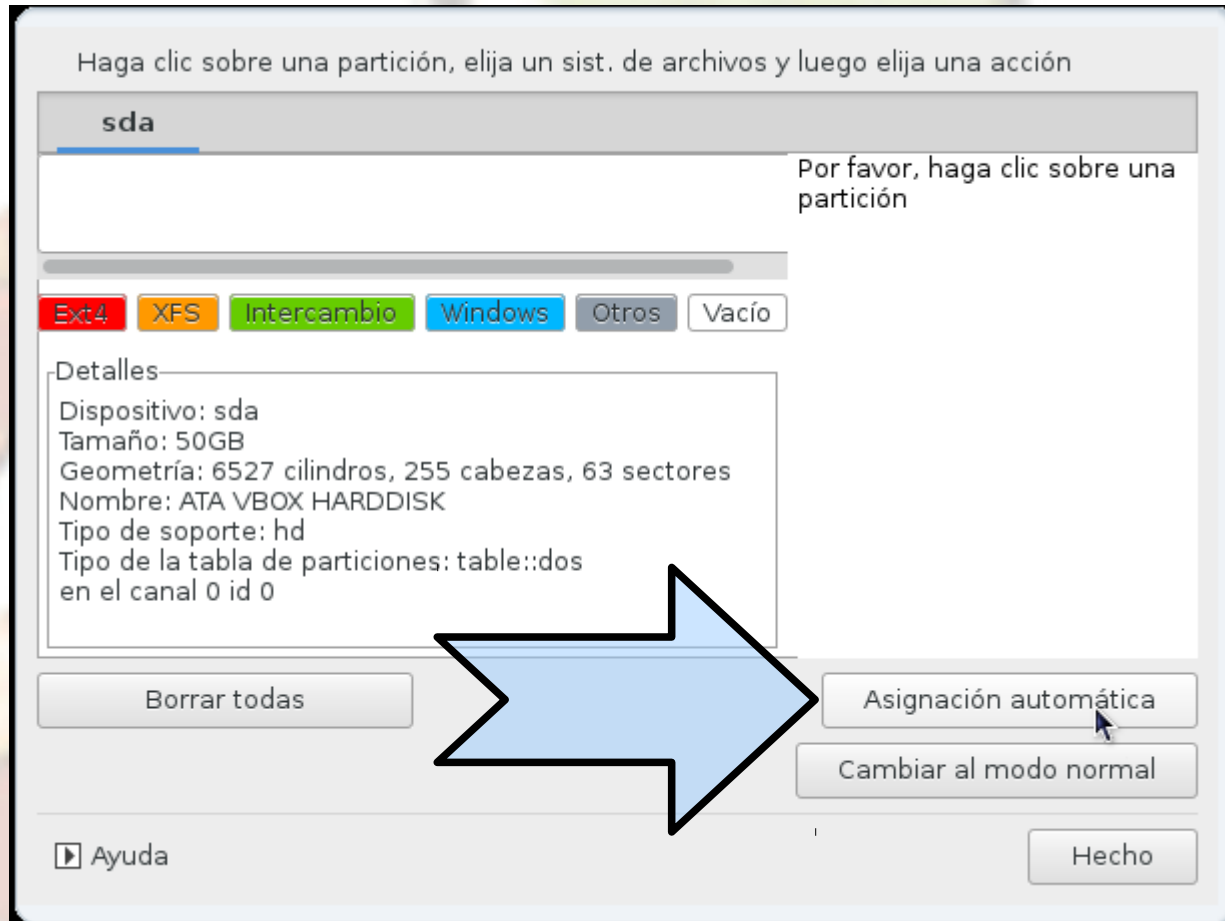 Haga clic sobre una partición, elija un sist. de archivos y luego elija una acción
sda
Por favor, haga clic sobre una
partición
Ext4 XFS Intercambio Windows Otros Vacío
Detalles
Dispositivo: sda
Tamaño: 50GB
Geometría: 6527 cilindros, 255 cabezas, 63 sectores
Nombre: ATA VBOX HARDDISK
Tipo de soporte: hd
Tipo de la tabla de particiones: table::dos
en el canal 0 id 0
Borrar todas
Asignación automática
Cambiar al modo normal
Ayuda
Hecho